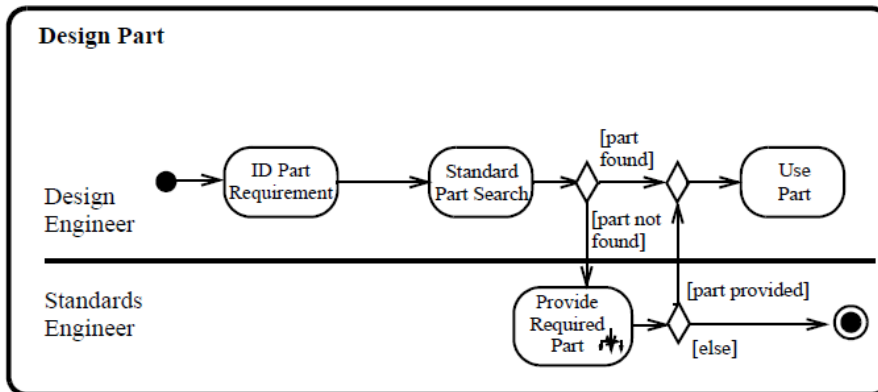 Design Part
ID Part
Requirement
Standard
Part Search
[part
found]
Use
Part
Design
Engineer
[part not
found]
Standards
Engineer
Provide
Required
Part
[part provided]
[else]